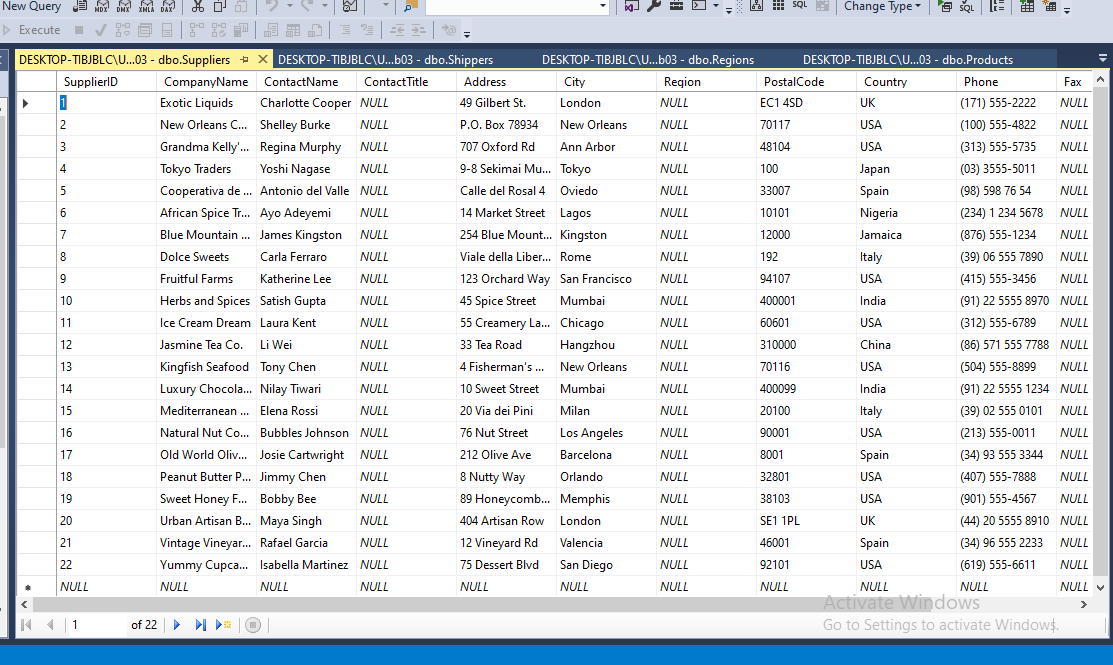 New Query MDX DMX XMLA DAX SQL Change Type SQL
Execute
DESKTOP-TIBJBLC\U...03 - dbo.Suppliers DESKTOP-TIBJBLC\U...b03 - dbo.Shippers DESKTOP-TIBJBLC\U...b03 - dbo.Regions DESKTOP-TIBJBLC\U...03 - dbo.Products
SupplierID CompanyName ContactName ContactTitle Address City Region PostalCode Country Phone Fax
1 Exotic Liquids Charlotte Cooper NULL 49 Gilbert St. London NULL EC1 4SD UK (171) 555-2222 NULL
2 New Orleans C... Shelley Burke NULL P.O. Box 78934 New Orleans NULL 70117 USA (100) 555-4822 NULL
3 Grandma Kelly'... Regina Murphy NULL 707 Oxford Rd Ann Arbor NULL 48104 USA (313) 555-5735 NULL
4 Tokyo Traders Yoshi Nagase NULL 9-8 Sekimai Mu... Tokyo NULL 100 Japan (03) 3555-5011 NULL
5 Cooperativa de ... Antonio del Valle NULL Calle del Rosal 4 Oviedo NULL 33007 Spain (98) 598 76 54 NULL
6 African Spice Tr... Ayo Adeyemi NULL 14 Market Street Lagos NULL 10101 Nigeria (234) 1 234 5678 NULL
7 Blue Mountain ... James Kingston NULL 254 Blue Mount... Kingston NULL 12000 Jamaica (876) 555-1234 NULL
8 Dolce Sweets Carla Ferraro NULL Viale della Liber... Rome NULL 192 Italy (39) 06 555 7890 NULL
9 Fruitful Farms Katherine Lee NULL 123 Orchard Way San Francisco NULL 94107 USA (415) 555-3456 NULL
10 Herbs and Spices Satish Gupta NULL 45 Spice Street Mumbai NULL 400001 India (91) 22 5555 8970 NULL
11 Ice Cream Dream Laura Kent NULL 55 Creamery La... Chicago NULL 60601 USA (312) 555-6789 NULL
12 Jasmine Tea Co. Li Wei NULL 33 Tea Road Hangzhou NULL 310000 China (86) 571 555 7788 NULL
13 Kingfish Seafood Tony Chen NULL 4 Fisherman's ... New Orleans NULL 70116 USA (504) 555-8899 NULL
14 Luxury Chocola... Nilay Tiwari NULL 10 Sweet Street Mumbai NULL 400099 India (91) 22 5555 1234 NULL
15 Mediterranean ... Elena Rossi NULL 20 Via dei Pini Milan NULL 20100 Italy (39) 02 555 0101 NULL
16 Natural Nut Co... Bubbles Johnson NULL 76 Nut Street Los Angeles NULL 90001 USA (213) 555-0011 NULL
17 Old World Oliv... Josie Cartwright NULL 212 Olive Ave Barcelona NULL 8001 Spain (34) 93 555 3344 NULL
18 Peanut Butter P... Jimmy Chen NULL 8 Nutty Way Orlando NULL 32801 USA (407) 555-7888 NULL
19 Sweet Honey F... Bobby Bee NULL 89 Honeycomb... Memphis NULL 38103 USA (901) 555-4567 NULL
20 Urban Artisan B... Maya Singh NULL 404 Artisan Row London NULL SE1 1PL UK (44) 20 5555 8910 NULL
21 Vintage Vineyar... Rafael Garcia NULL 12 Vineyard Rd Valencia NULL 46001 Spain (34) 96 555 2233 NULL
22 Yummy Cupca... Isabella Martinez NULL 75 Dessert Blvd San Diego NULL 92101 USA (619) 555-6611 NULL
NULL NULL NULL NULL NULL NULL NULL NULL NULL NULL NULL
Activate Windows
1 of 22 Go to Settings to activate Windows.